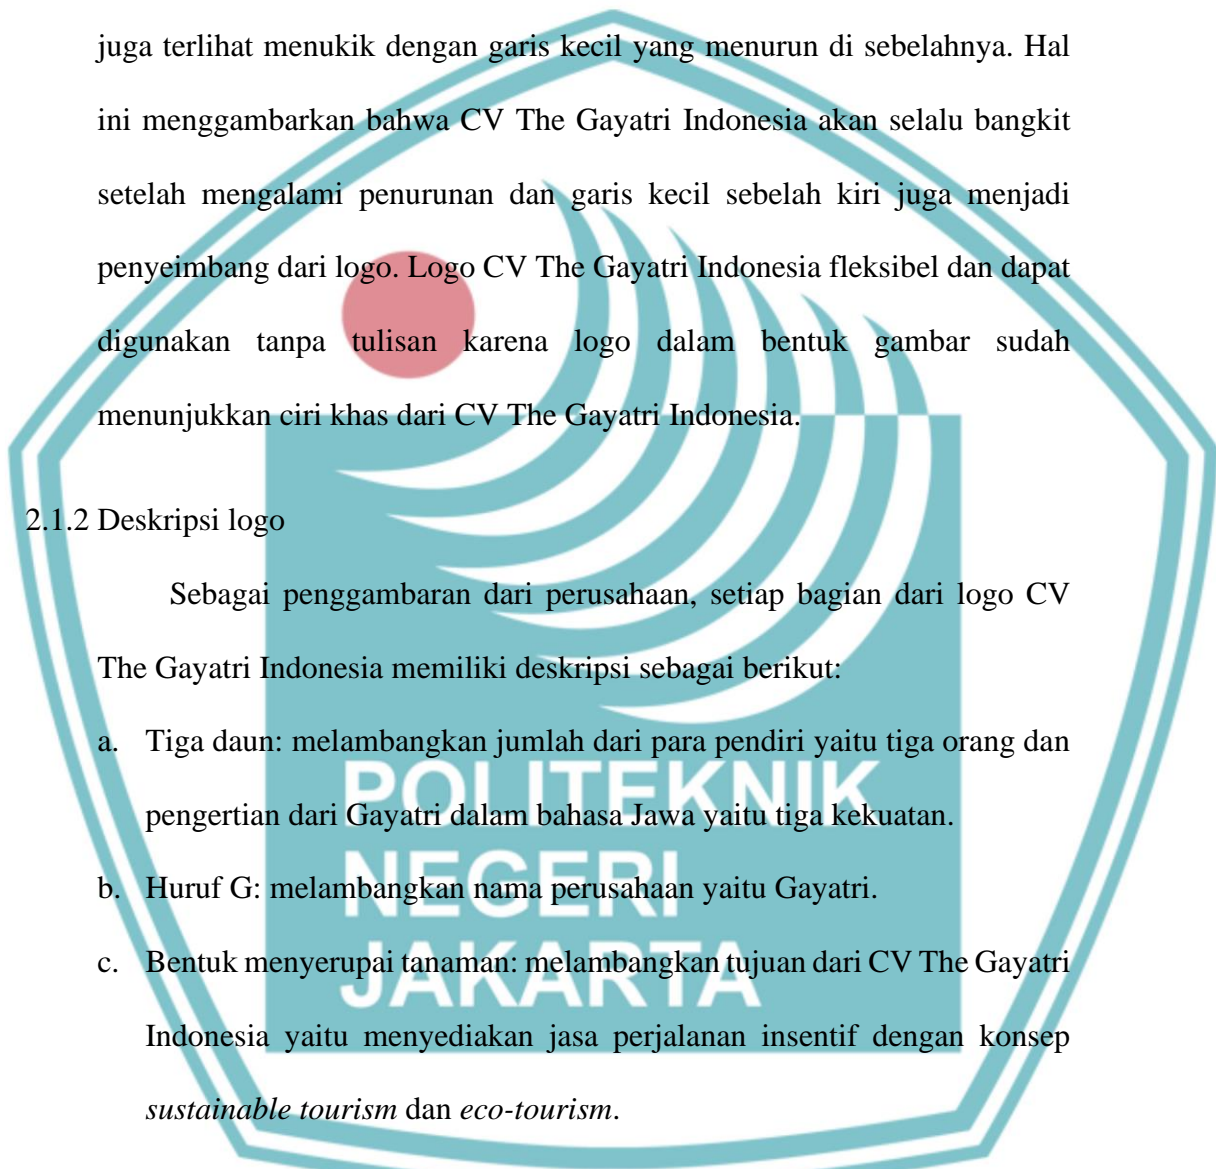 juga terlihat menukik dengan garis kecil yang menurun di sebelahnya. Hal
ini menggambarkan bahwa CV The Gayatri Indonesia akan selalu bangkit
setelah mengalami penurunan dan garis kecil sebelah kiri juga menjadi
penyeimbang dari logo. Logo CV The Gayatri Indonesia fleksibel dan dapat
digunakan tanpa tulisan karena logo dalam bentuk gambar sudah
menunjukkan ciri khas dari CV The Gayatri Indonesia.
2.1.2 Deskripsi logo
Sebagai penggambaran dari perusahaan, setiap bagian dari logo CV
The Gayatri Indonesia memiliki deskripsi sebagai berikut:
a. Tiga daun: melambangkan jumlah dari para pendiri yaitu tiga orang dan
pengertian dari Gayatri dalam bahasa Jawa yaitu tiga kekuatan.
b. Huruf G: melambangkan nama perusahaan yaitu Gayatri.
c. Bentuk menyerupai tanaman: melambangkan tujuan dari CV The Gayatri
Indonesia yaitu menyediakan jasa perjalanan insentif dengan konsep
sustainable tourism dan eco-tourism.
POLITEKNIK
NEGERI
JAKARTA